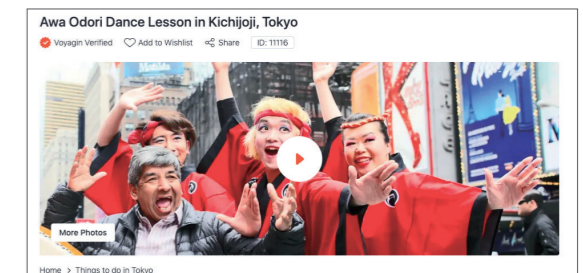 Awa Odori Dance Lesson in Kichijoji, Tokyo
Voyagin Verified Add to Wishlist Share ID: 11116
More Photos
Home > Things to do in Tokyo